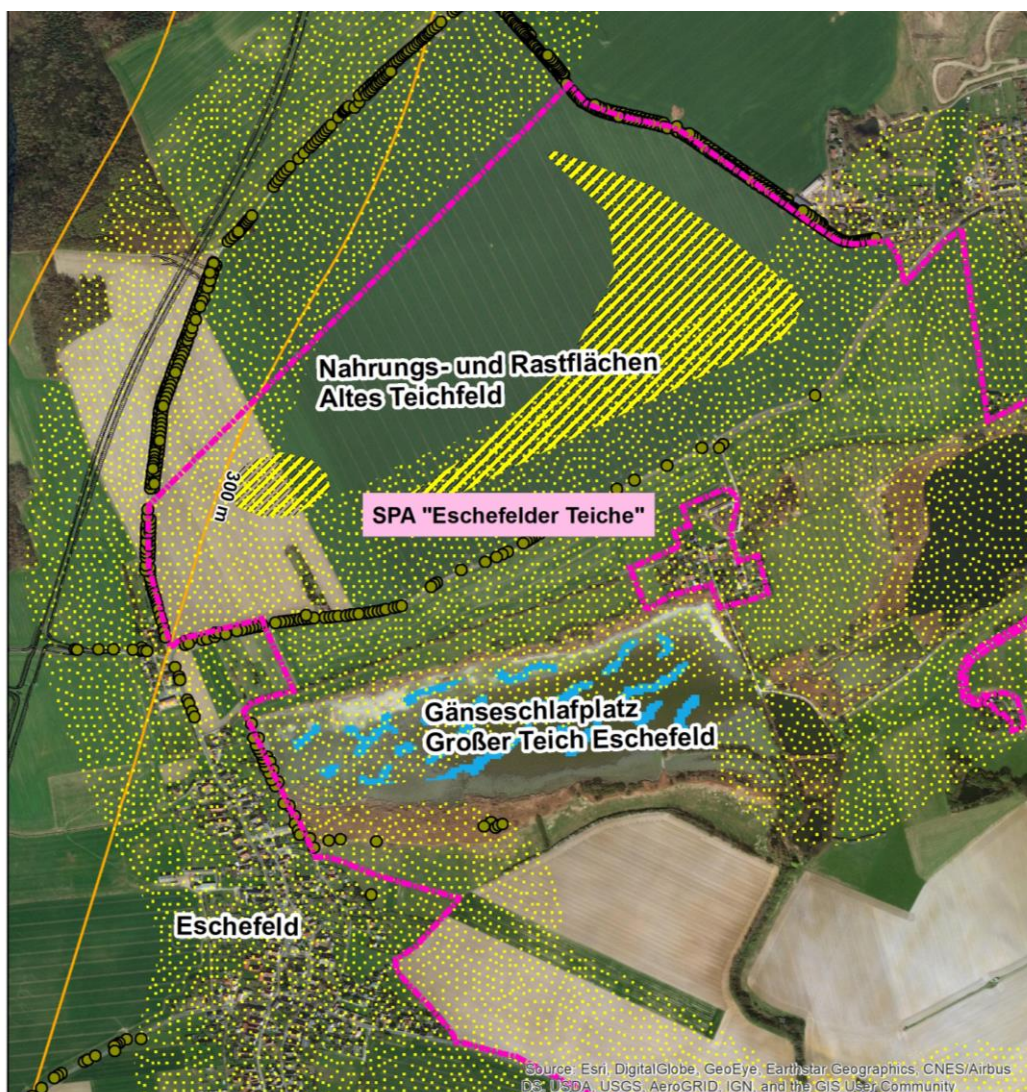 Nahrungs- und Rastflächen
Altes Teichfeld
300 m
SPA "Eschefelder Teiche"
Gänseschlafplatz
Großer Teich Eschefeld
Eschefeld
Source: Esri, DigitalGlobe, GeoEye, Earthstar Geographics, CNES/Airbus
DS, USDA, USGS, AeroGRID, IGN, and the GIS User Community